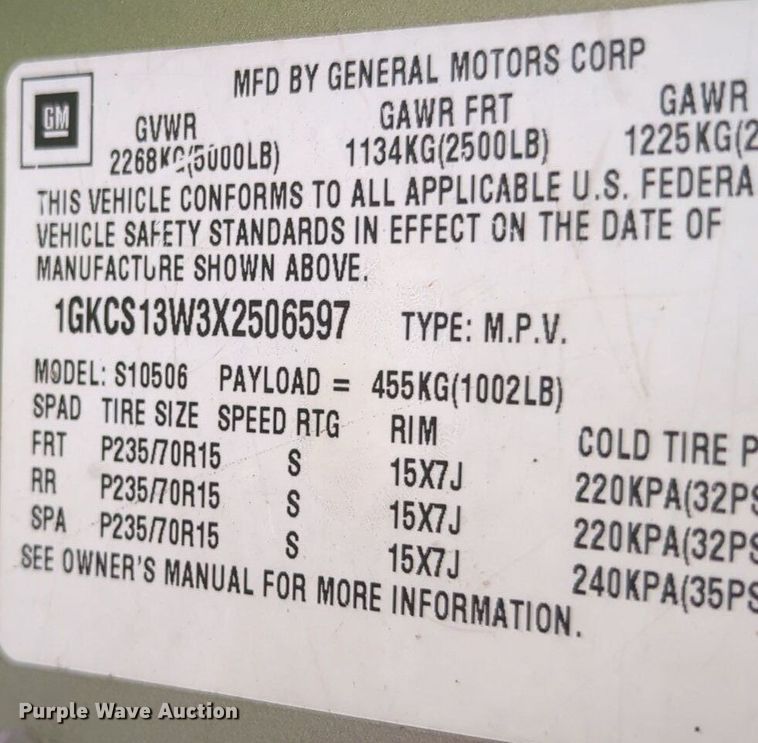 MFD BY GENERAL MOTORS CORP
GM
GVWR GAWR FRT GAWR
2268KG(5000LB) 1134KG(2500LB) 1225KG(2
THIS VEHICLE CONFORMS TO ALL APPLICABLE U.S. FEDERA
VEHICLE SAFETY STANDARDS IN EFFECT ON THE DATE OF
MANUFACTURE SHOWN ABOVE.
1GKCS13W3X2506597 TYPE: M.P.V.
MODEL: S10506 PAYLOAD = 455KG(1002LB)
SPAD TIRE SIZE SPEED RTG RIM COLD TIRE P
FRT P235/70R15 S 15X7J 220KPA(32PS
RR P235/70R15 S 15X7J 220KPA(32PS
SPA P235/70R15 S 15X7J 240KPA(35PS
SEE OWNER'S MANUAL FOR MORE INFORMATION.
Purple Wave Auction